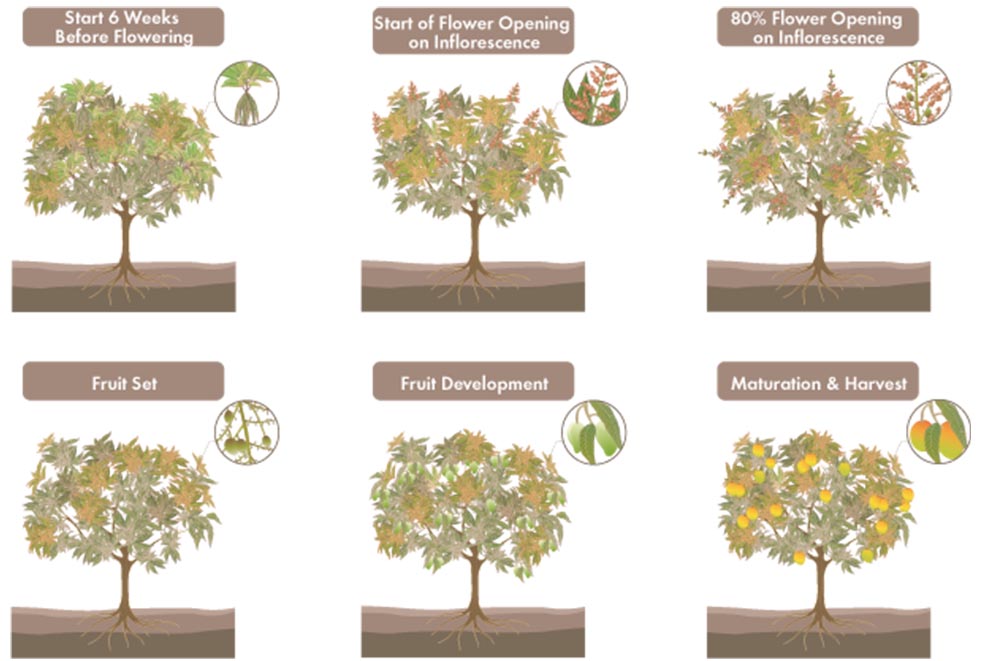 Start 6 Weeks
Before Flowering
Start of Flower Opening
on Inflorescence
80% Flower Opening
on Inflorescence
Fruit Set
Fruit Development
Maturation & Harvest